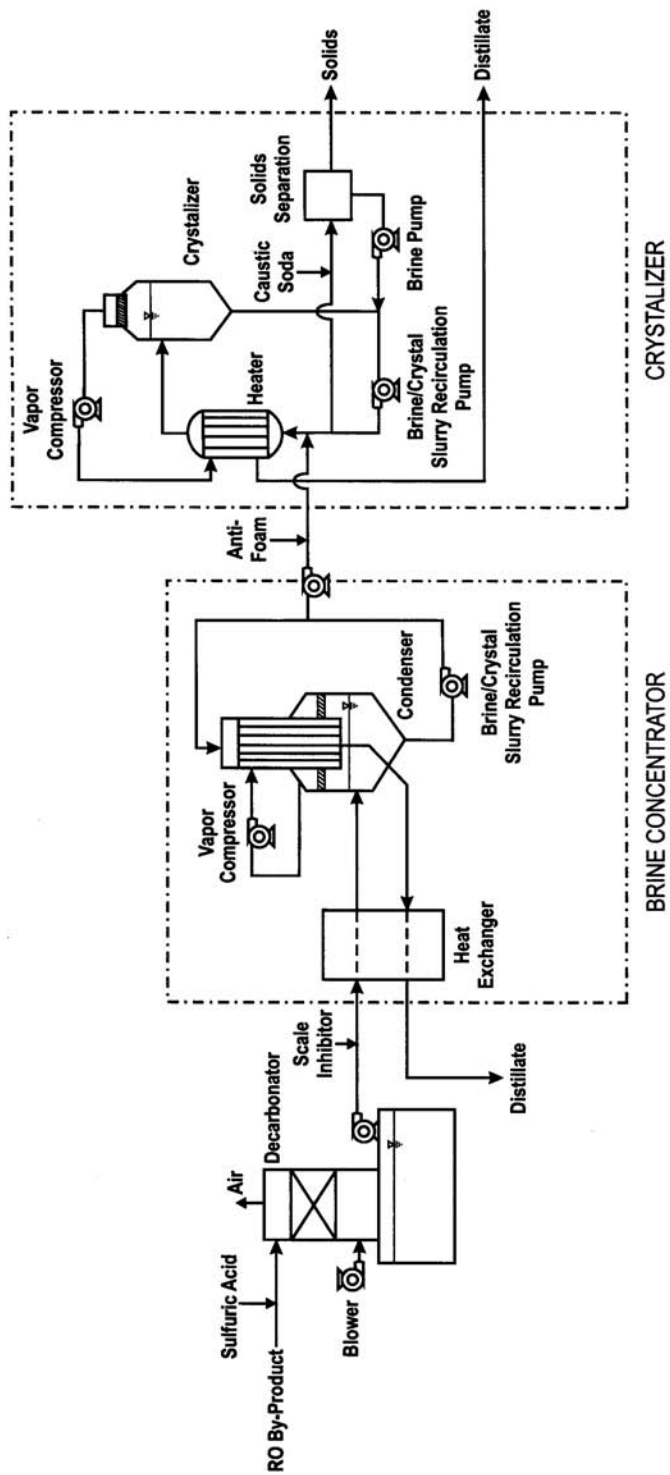 RO By-Product
Sulfuric Acid
Air
Decarbonator
Blower
Scale
Inhibitor
Distillate
Heat
Exchanger
Vapor
Compressor
Condenser
Brine/Crystal
Slurry Recirculation
Pump
BRINE CONCENTRATOR
Anti-
Foam
Vapor
Compressor
Heater
Crystalizer
Caustic
Soda
Solids
Separation
Brine Pump
Brine/Crystal
Slurry Recirculation
Pump
Solids
Distillate
CRYSTALIZER